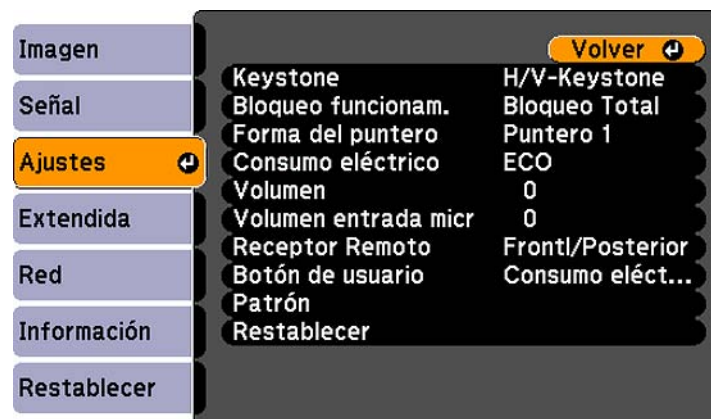 Imagen
Señal
Ajustes
Extendida
Red
Información
Restablecer
Volver
Keystone H/V-Keystone
Bloqueo funcionam. Bloqueo Total
Forma del puntero Puntero 1
Consumo eléctrico ECO
Volumen 0
Volumen entrada micr 0
Receptor Remoto Frontl/Posterior
Botón de usuario Consumo eléct...
Patrón
Restablecer